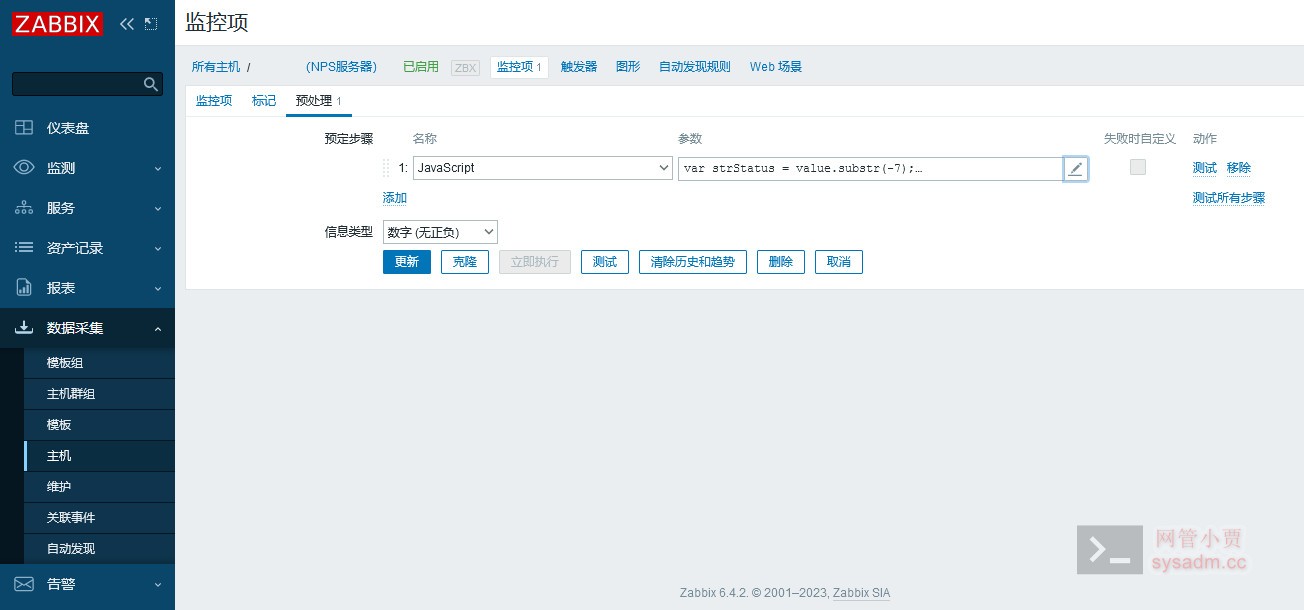 ZABBIX
监控项
所有主机 / (NPS服务器) 已启用 ZBX 监控项 1 触发器 图形 自动发现规则 Web 场景
监控项 标记 预处理 1
预定步骤 名称 参数 失败时自定义 动作
1: JavaScript var strStatus = value.substr(-7);… 测试 移除
添加 测试所有步骤
信息类型 数字 (无正负)
更新 克隆 立即执行 测试 清除历史和趋势 删除 取消
仪表盘
监测
服务
资产记录
报表
数据采集
模板组
主机群组
模板
主机
维护
关联事件
自动发现
告警
网管小贾
sysadm.cc
Zabbix 6.4.2. © 2001–2023, Zabbix SIA